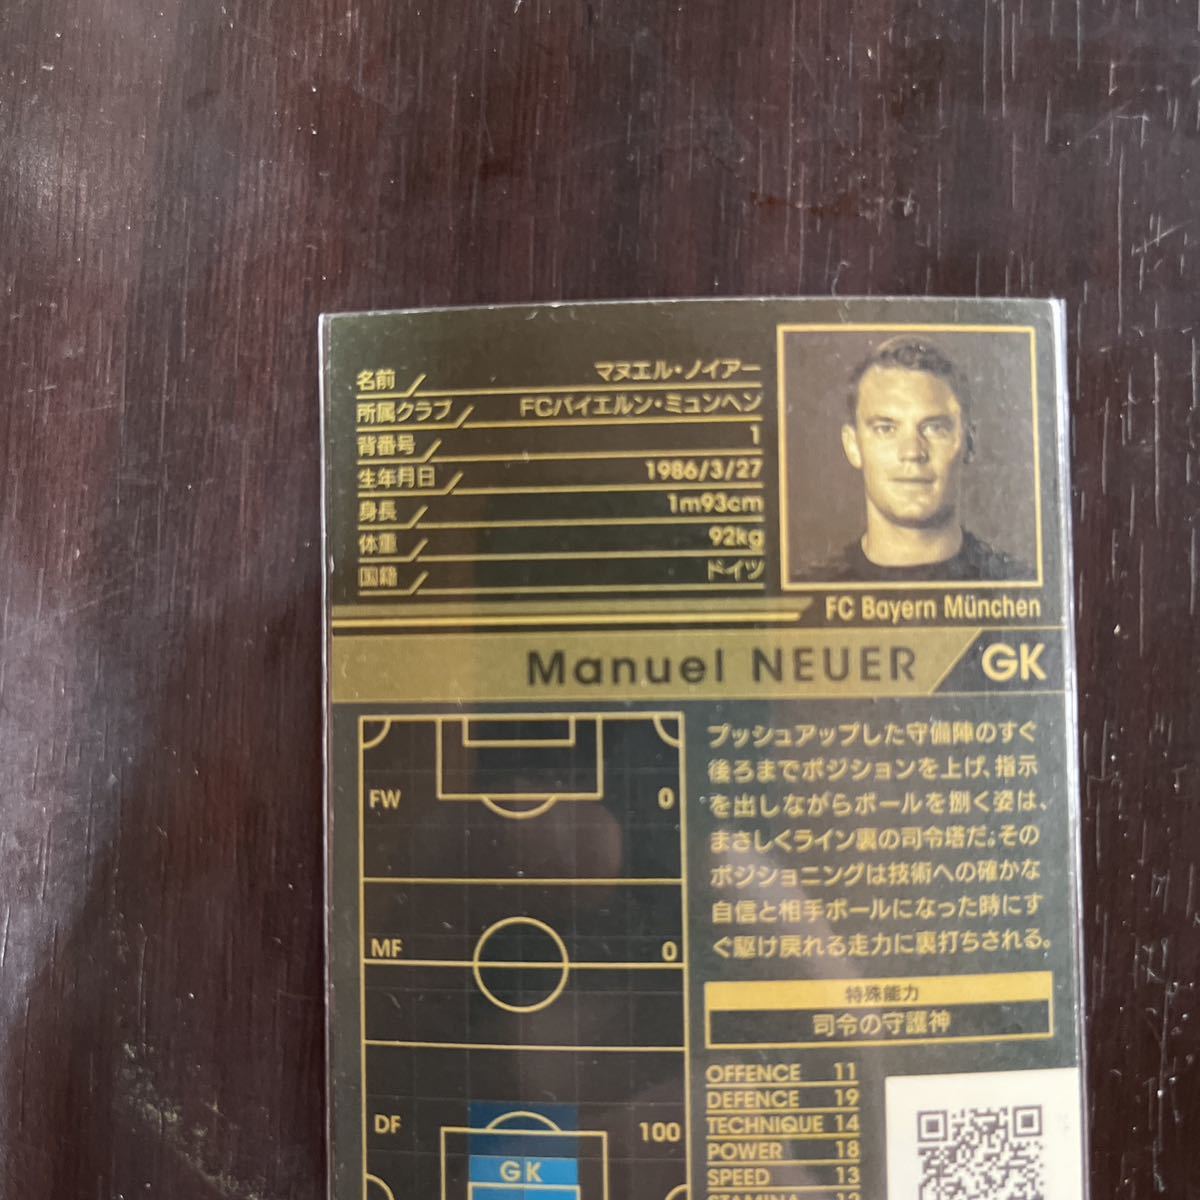 名前 マヌエル・ノイアー
所属クラブ FCバイエルン・ミュンヘン
背番号 1
生年月日 1986/3/27
身長 1m93cm
体重 92kg
国籍 ドイツ
FC Bayern München
Manuel NEUER GK
FW 0
MF 0
DF 100
GK
プッシュアップした守備陣のすぐ
後ろまでポジションを上げ、指示
を出しながらボールを捌く姿は、
まさしくライン裏の司令塔だ。その
ポジショニングは技術への確かな
自信と相手ボールになった時にす
ぐ駆け戻れる走力に裏打ちされる。
特殊能力
司令の守護神
OFFENCE 11
DEFENCE 19
TECHNIQUE 14
POWER 18
SPEED 13
STAMINA 12